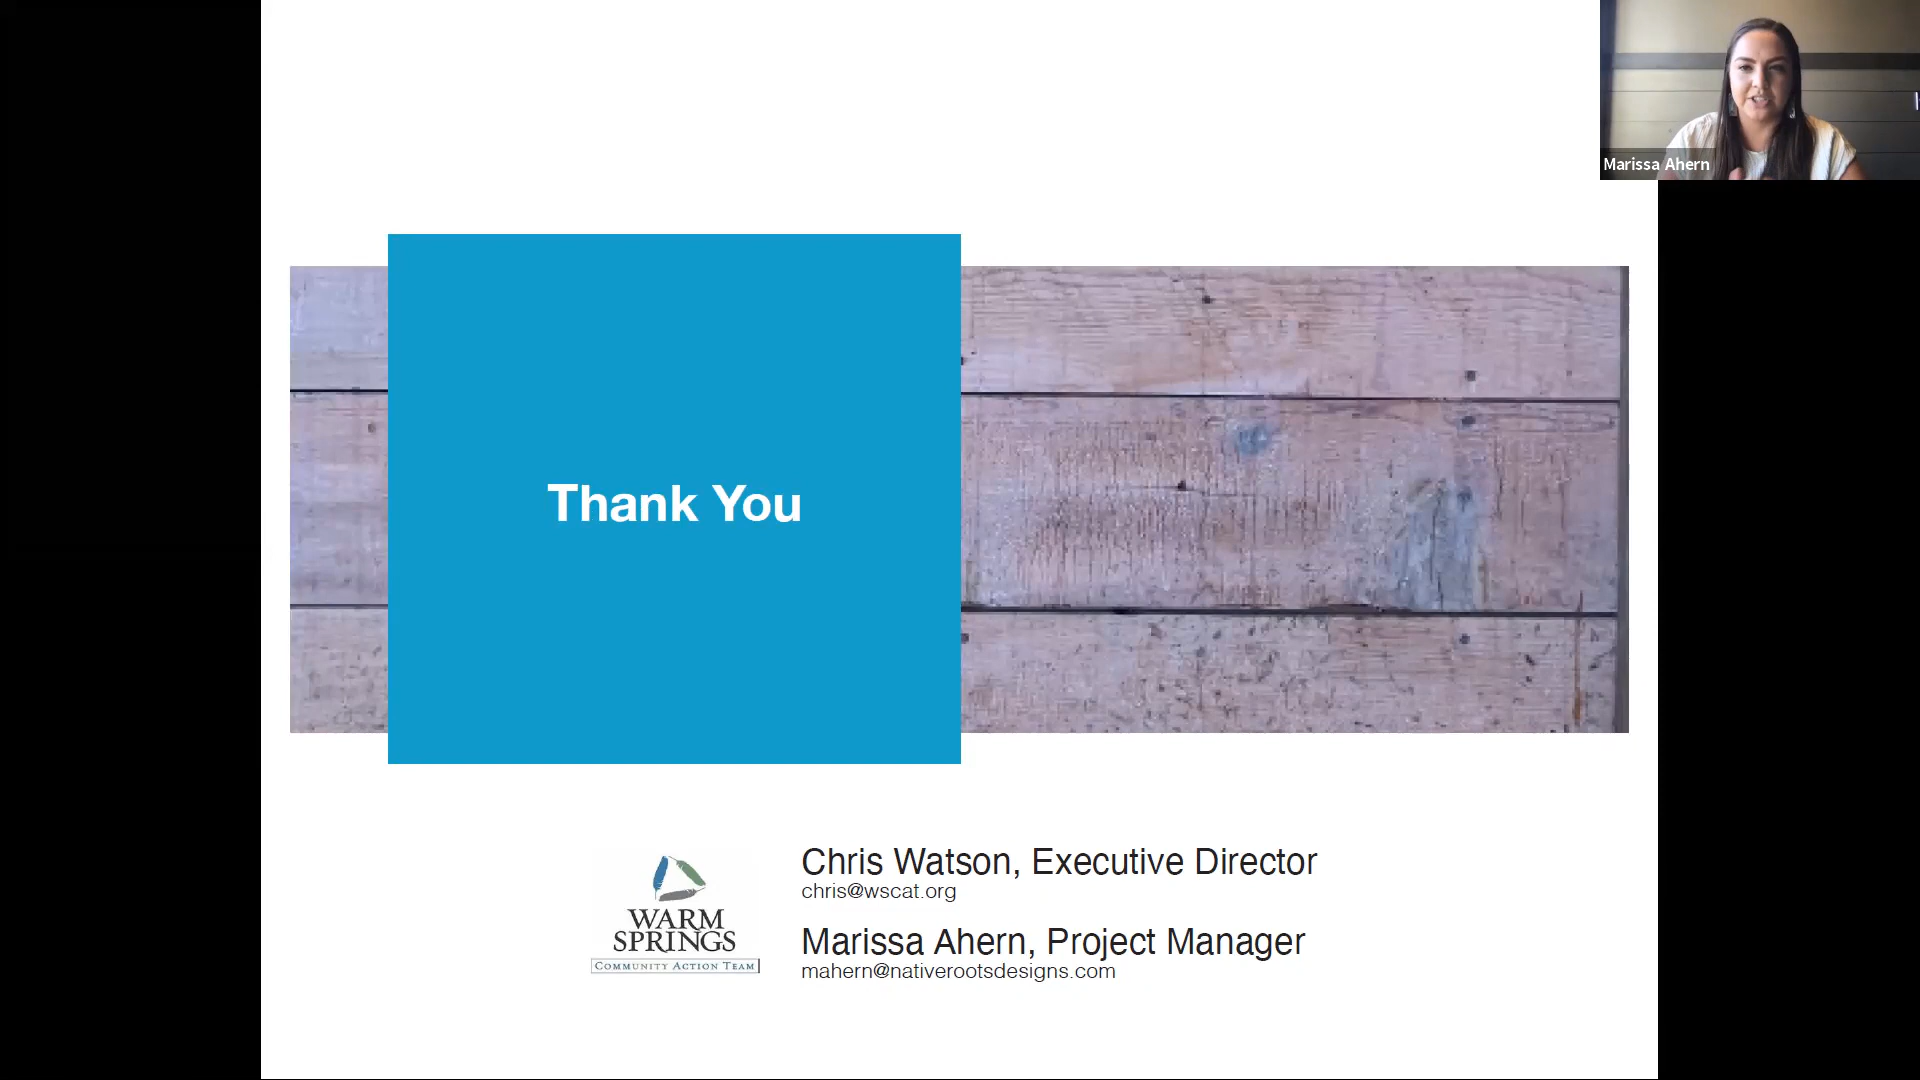 Marissa Ahern
Thank You
Chris Watson, Executive Director
chris@wscat.org
WARM
SPRINGS
COMMUNITY ACTION TEAM
Marissa Ahern, Project Manager
mahern@nativerootsdesigns.com